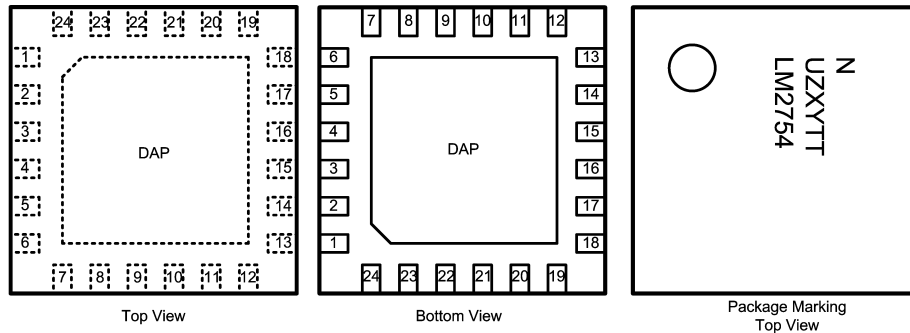 24 23 22 21 20 19
1 18
2 17
3 16
4 15
5 14
6 13
DAP
7 8 9 10 11 12
Top View
7 8 9 10 11 12
6 13
5 14
4 15
3 16
2 17
1 18
DAP
24 23 22 21 20 19
Bottom View
N
UZXYTT
LM2754
Package Marking
Top View